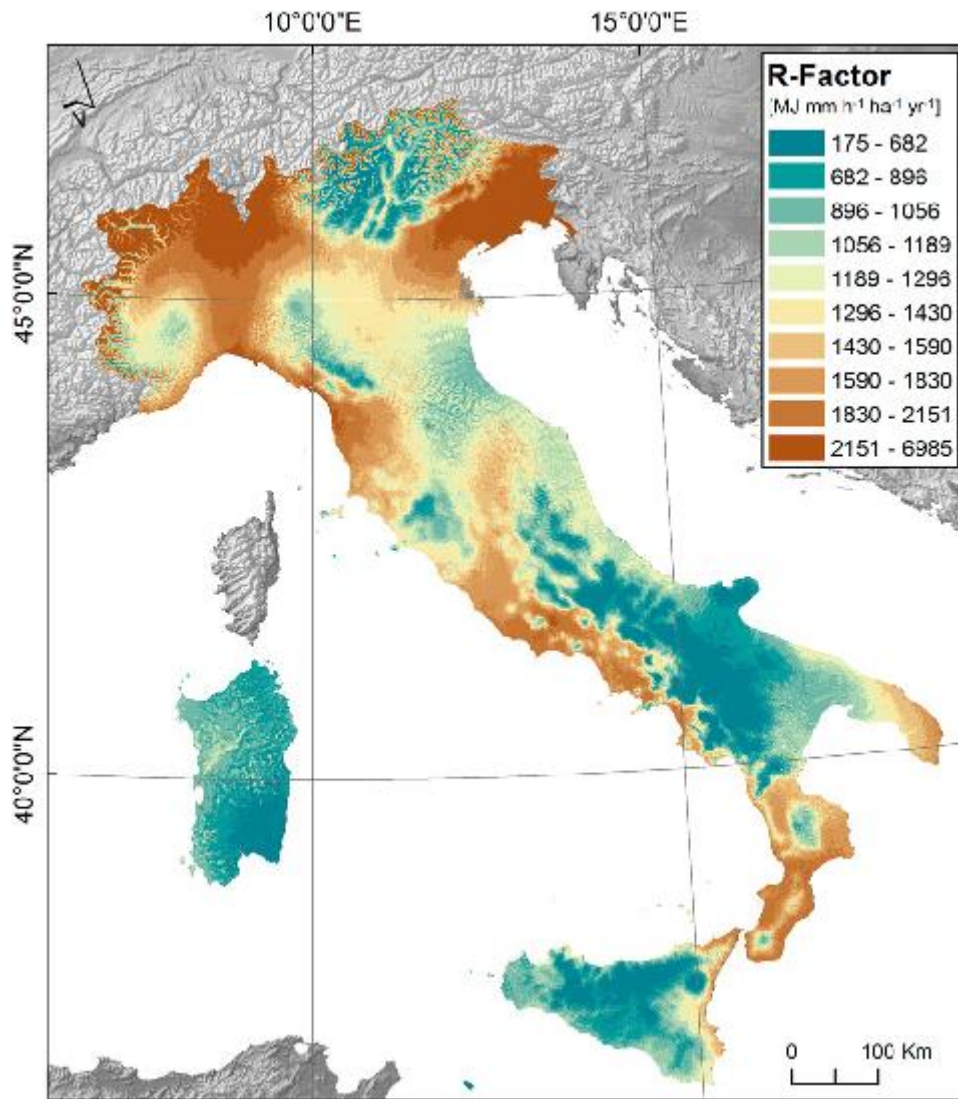 10°0'0"E
15°0'0"E
R-Factor
[MJ mm h⁻¹ ha⁻¹ yr⁻¹]
175 - 682
682 - 896
896 - 1056
1056 - 1189
1189 - 1296
1296 - 1430
1430 - 1590
1590 - 1830
1830 - 2151
2151 - 6985
45°0'0"N
40°0'0"N
0 100 Km